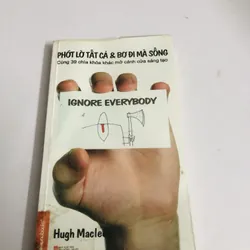 PHỚT LỜ TẤT CẢ & BƠ ĐI MÀ SỐNG
Cùng 39 chìa khóa khác mở cánh cửa sáng tạo
IGNORE EVERYBODY
Hugh Macle